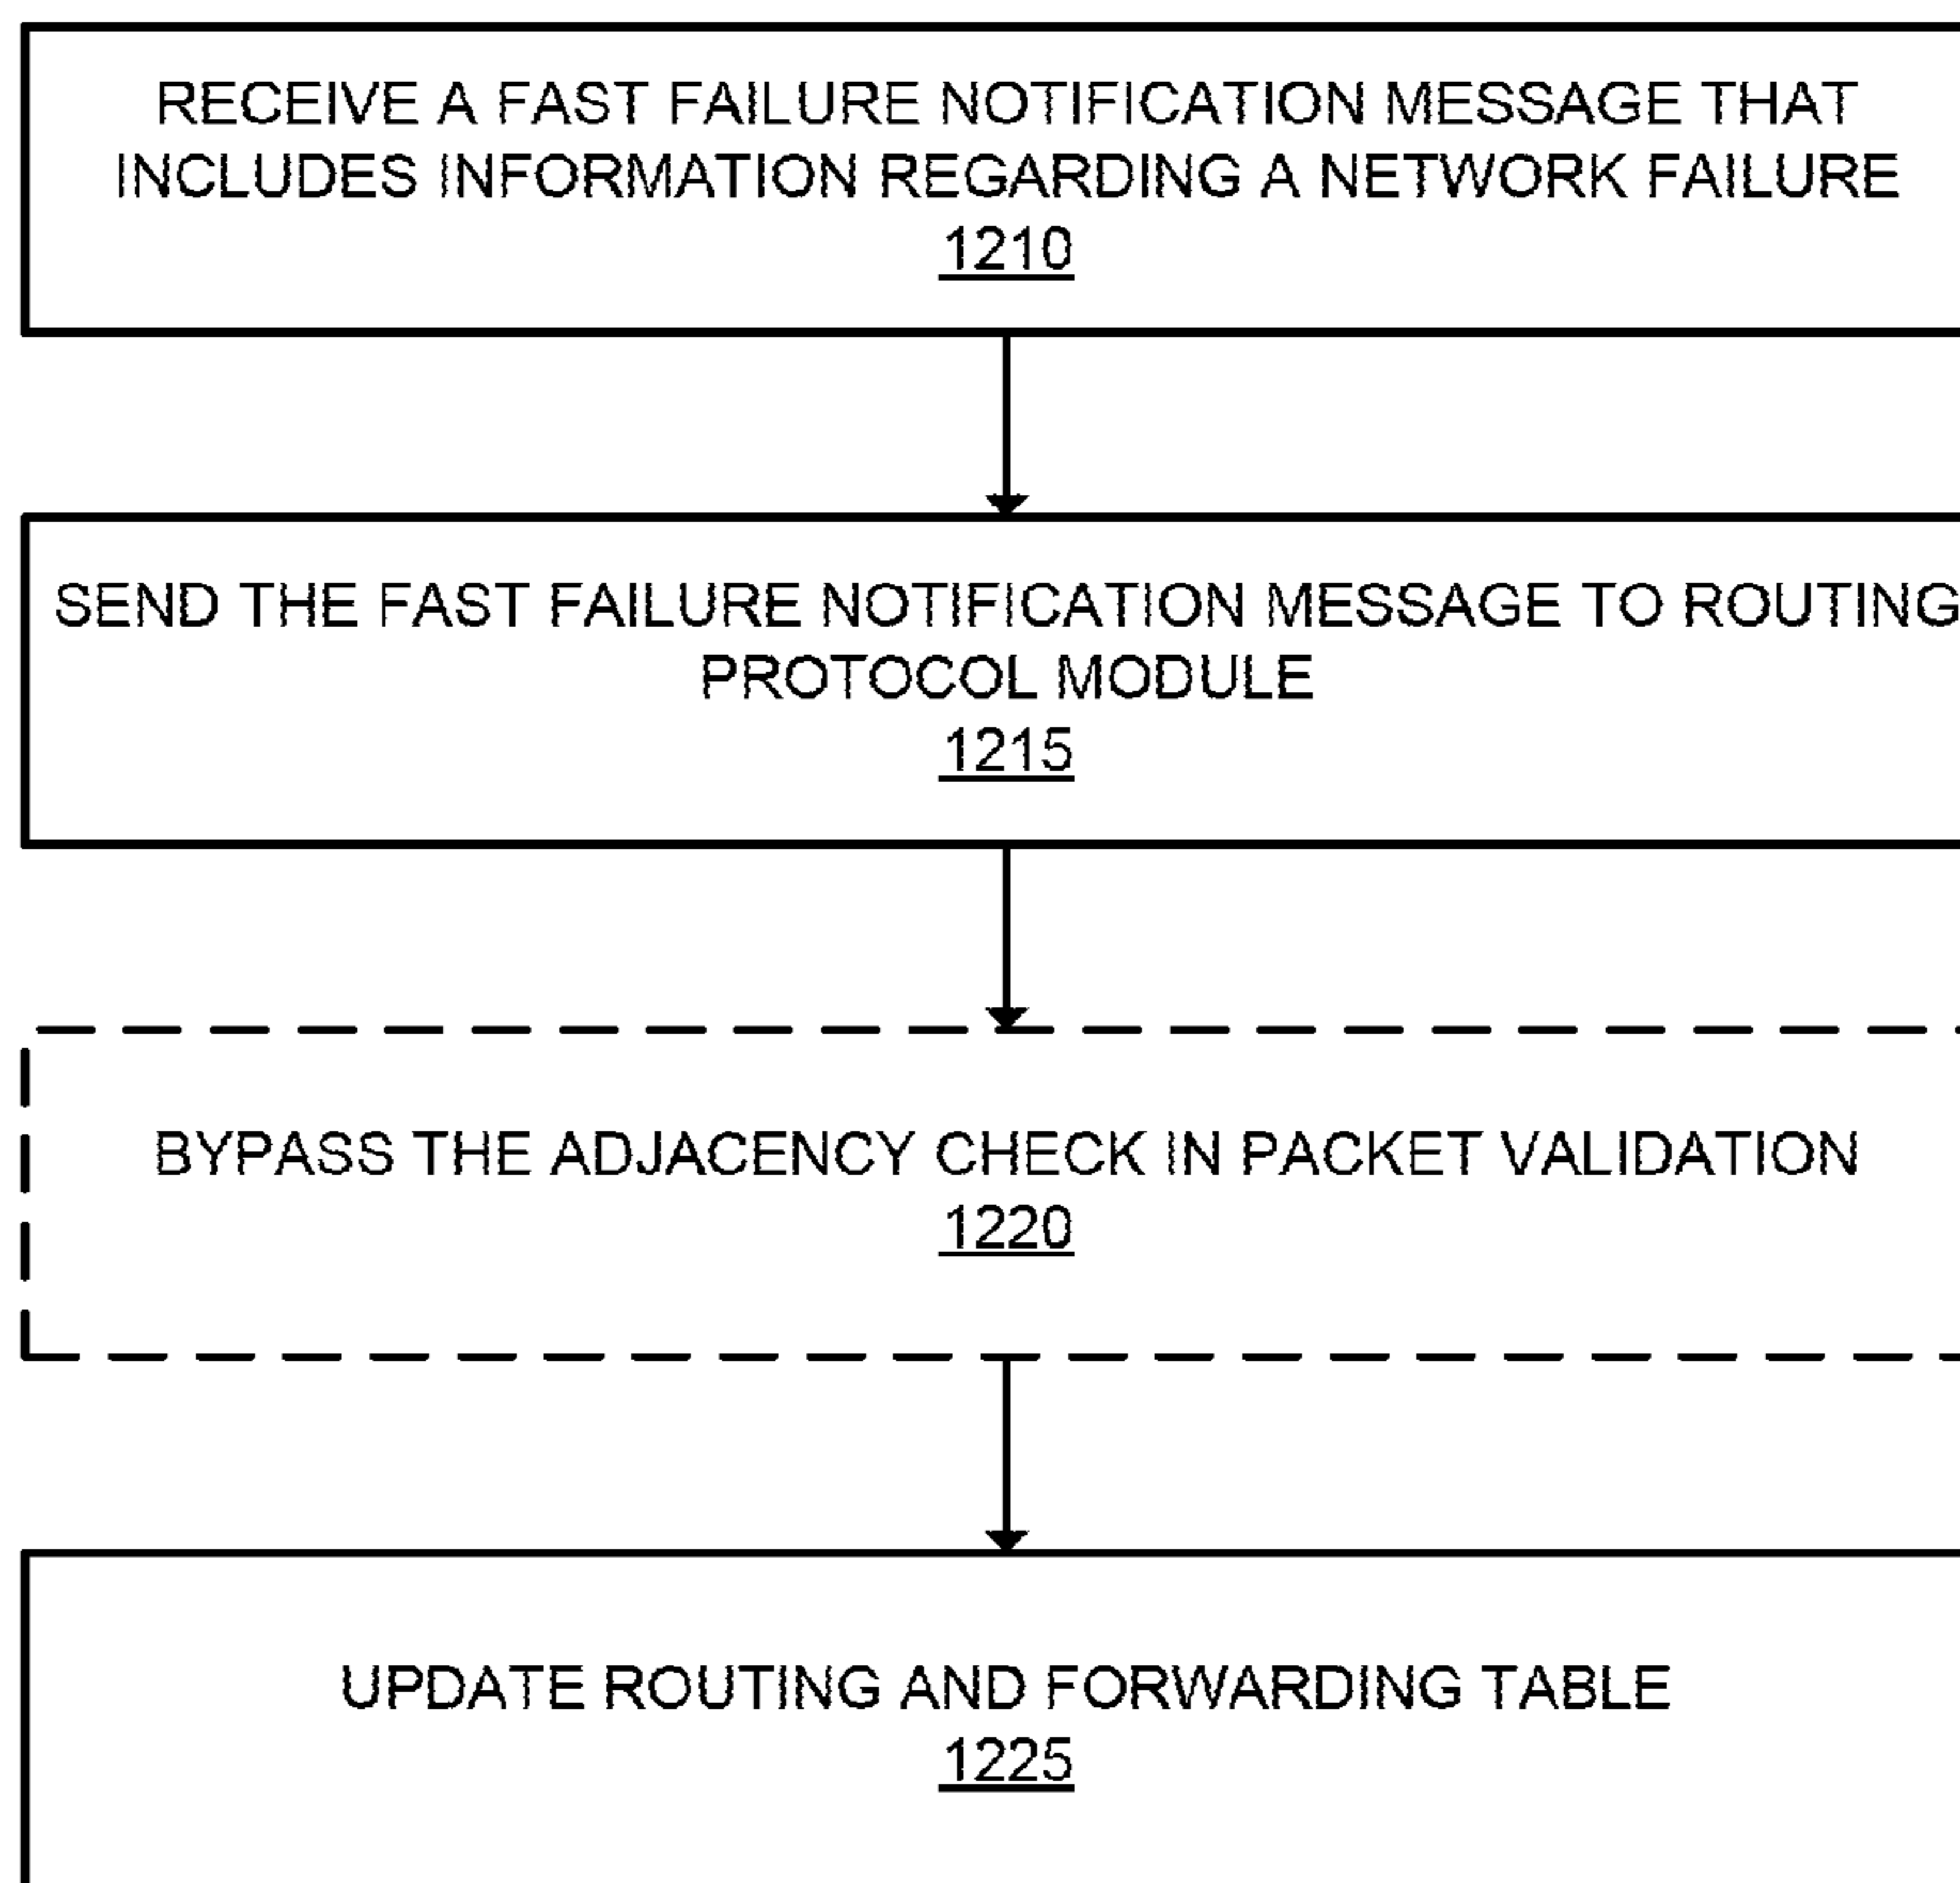 RECEIVE A FAST FAILURE NOTIFICATION MESSAGE THAT
INCLUDES INFORMATION REGARDING A NETWORK FAILURE
1210
SEND THE FAST FAILURE NOTIFICATION MESSAGE TO ROUTING
PROTOCOL MODULE
1215
BYPASS THE ADJACENCY CHECK IN PACKET VALIDATION
1220
UPDATE ROUTING AND FORWARDING TABLE
1225